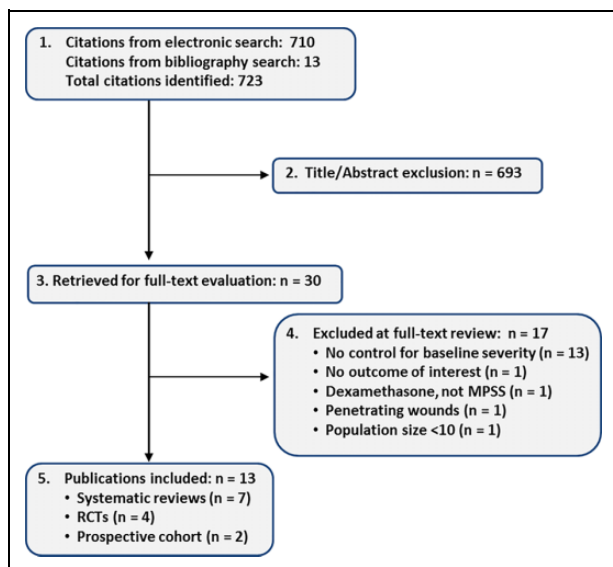 1. Citations from electronic search: 710
Citations from bibliography search: 13
Total citations identified: 723
2. Title/Abstract exclusion: n = 693
3. Retrieved for full-text evaluation: n = 30
4. Excluded at full-text review: n = 17
• No control for baseline severity (n = 13)
• No outcome of interest (n = 1)
• Dexamethasone, not MPSS (n = 1)
• Penetrating wounds (n = 1)
• Population size <10 (n = 1)
5. Publications included: n = 13
• Systematic reviews (n = 7)
• RCTs (n = 4)
• Prospective cohort (n = 2)